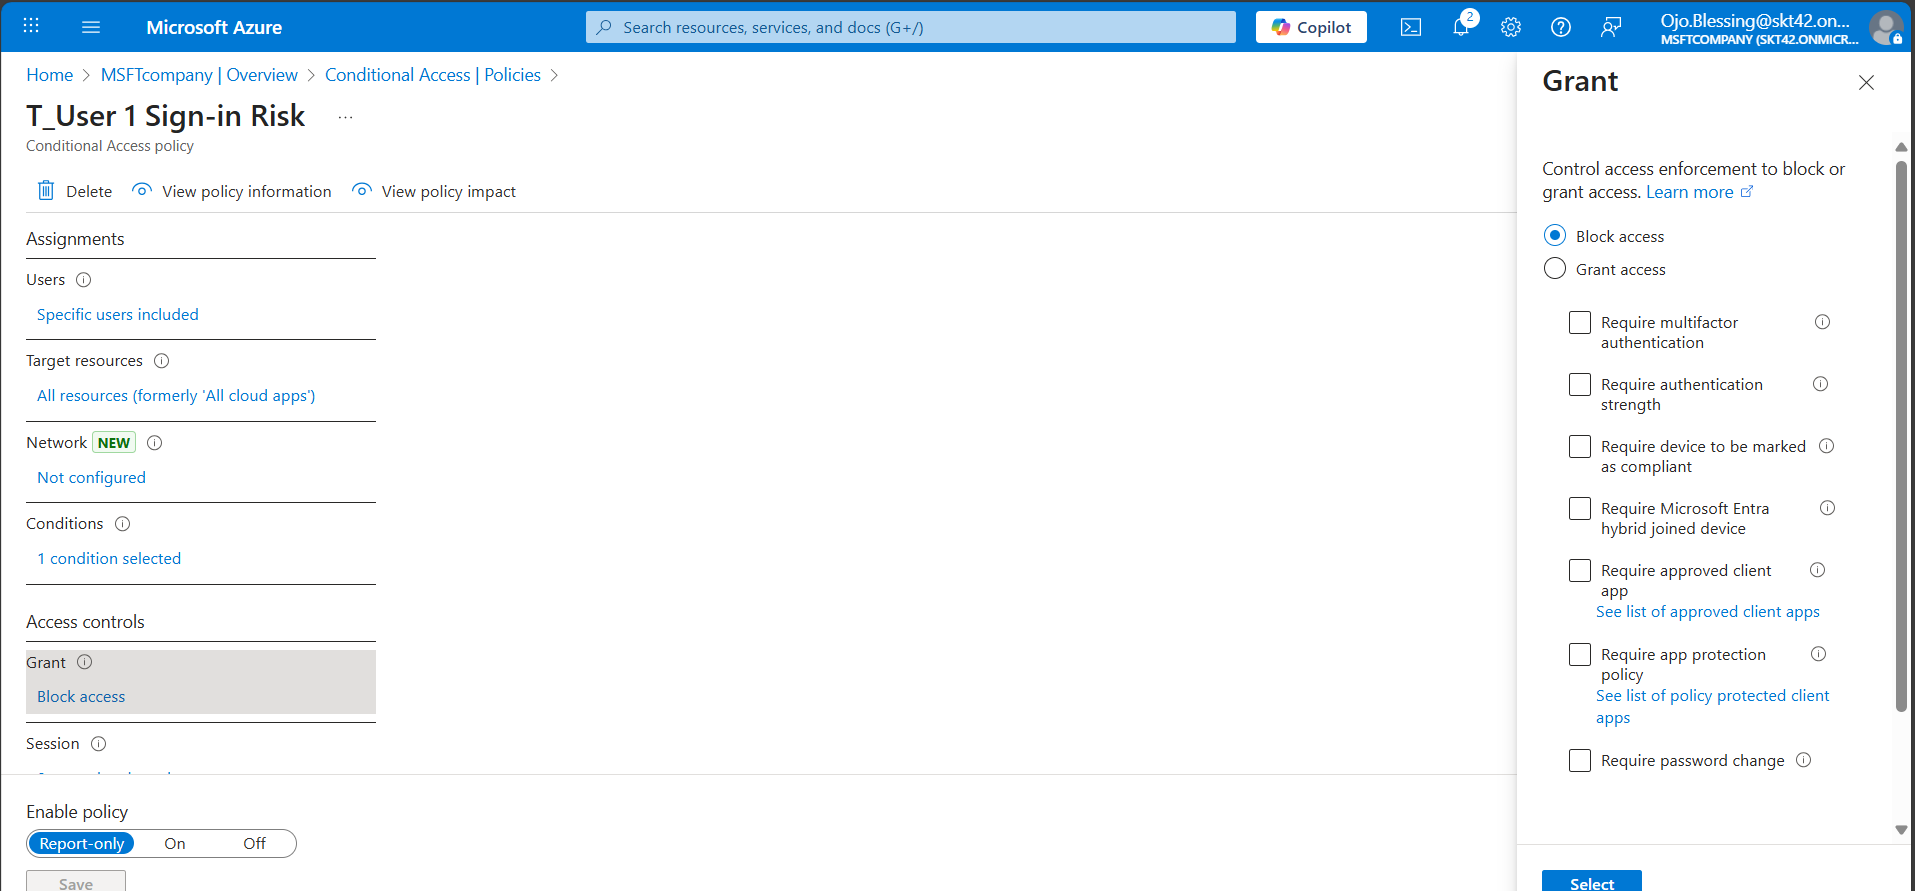 Microsoft Azure
Search resources, services, and docs (G+/)
Copilot
2
Ojo.Blessing@skt42.on...
MSFTCOMPANY (SKT42.ONMICR...
Home > MSFTcompany | Overview > Conditional Access | Policies >
T_User 1 Sign-in Risk ...
Conditional Access policy
Delete
View policy information
View policy impact
Assignments
Users
Specific users included
Target resources
All resources (formerly 'All cloud apps')
Network NEW
Not configured
Conditions
1 condition selected
Access controls
Grant
Block access
Session
Enable policy
Report-only On Off
Save
Grant
Control access enforcement to block or
grant access. Learn more
Block access
Grant access
Require multifactor
authentication
Require authentication
strength
Require device to be marked
as compliant
Require Microsoft Entra
hybrid joined device
Require approved client
app
See list of approved client apps
Require app protection
policy
See list of policy protected client
apps
Require password change
Select